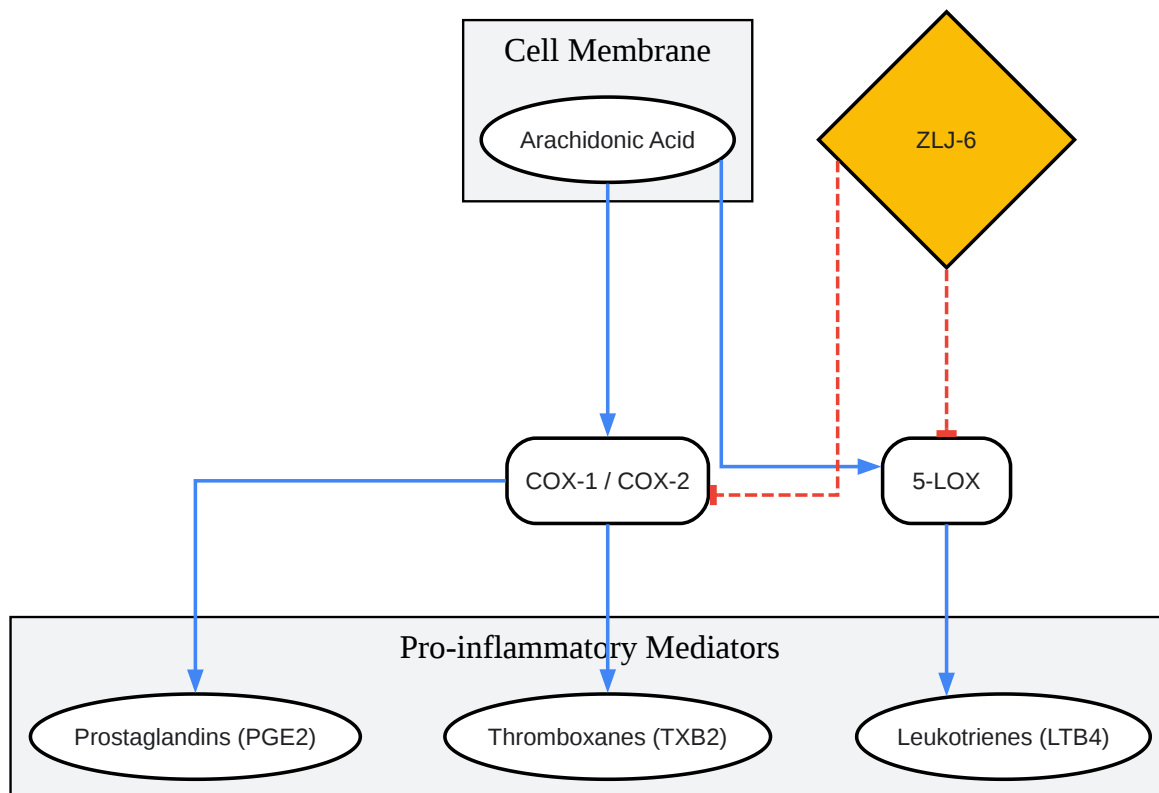 Cell Membrane
Arachidonic Acid
ZLJ-6
COX-1 / COX-2
5-LOX
Pro-inflammatory Mediators
Prostaglandins (PGE2)
Thromboxanes (TXB2)
Leukotrienes (LTB4)